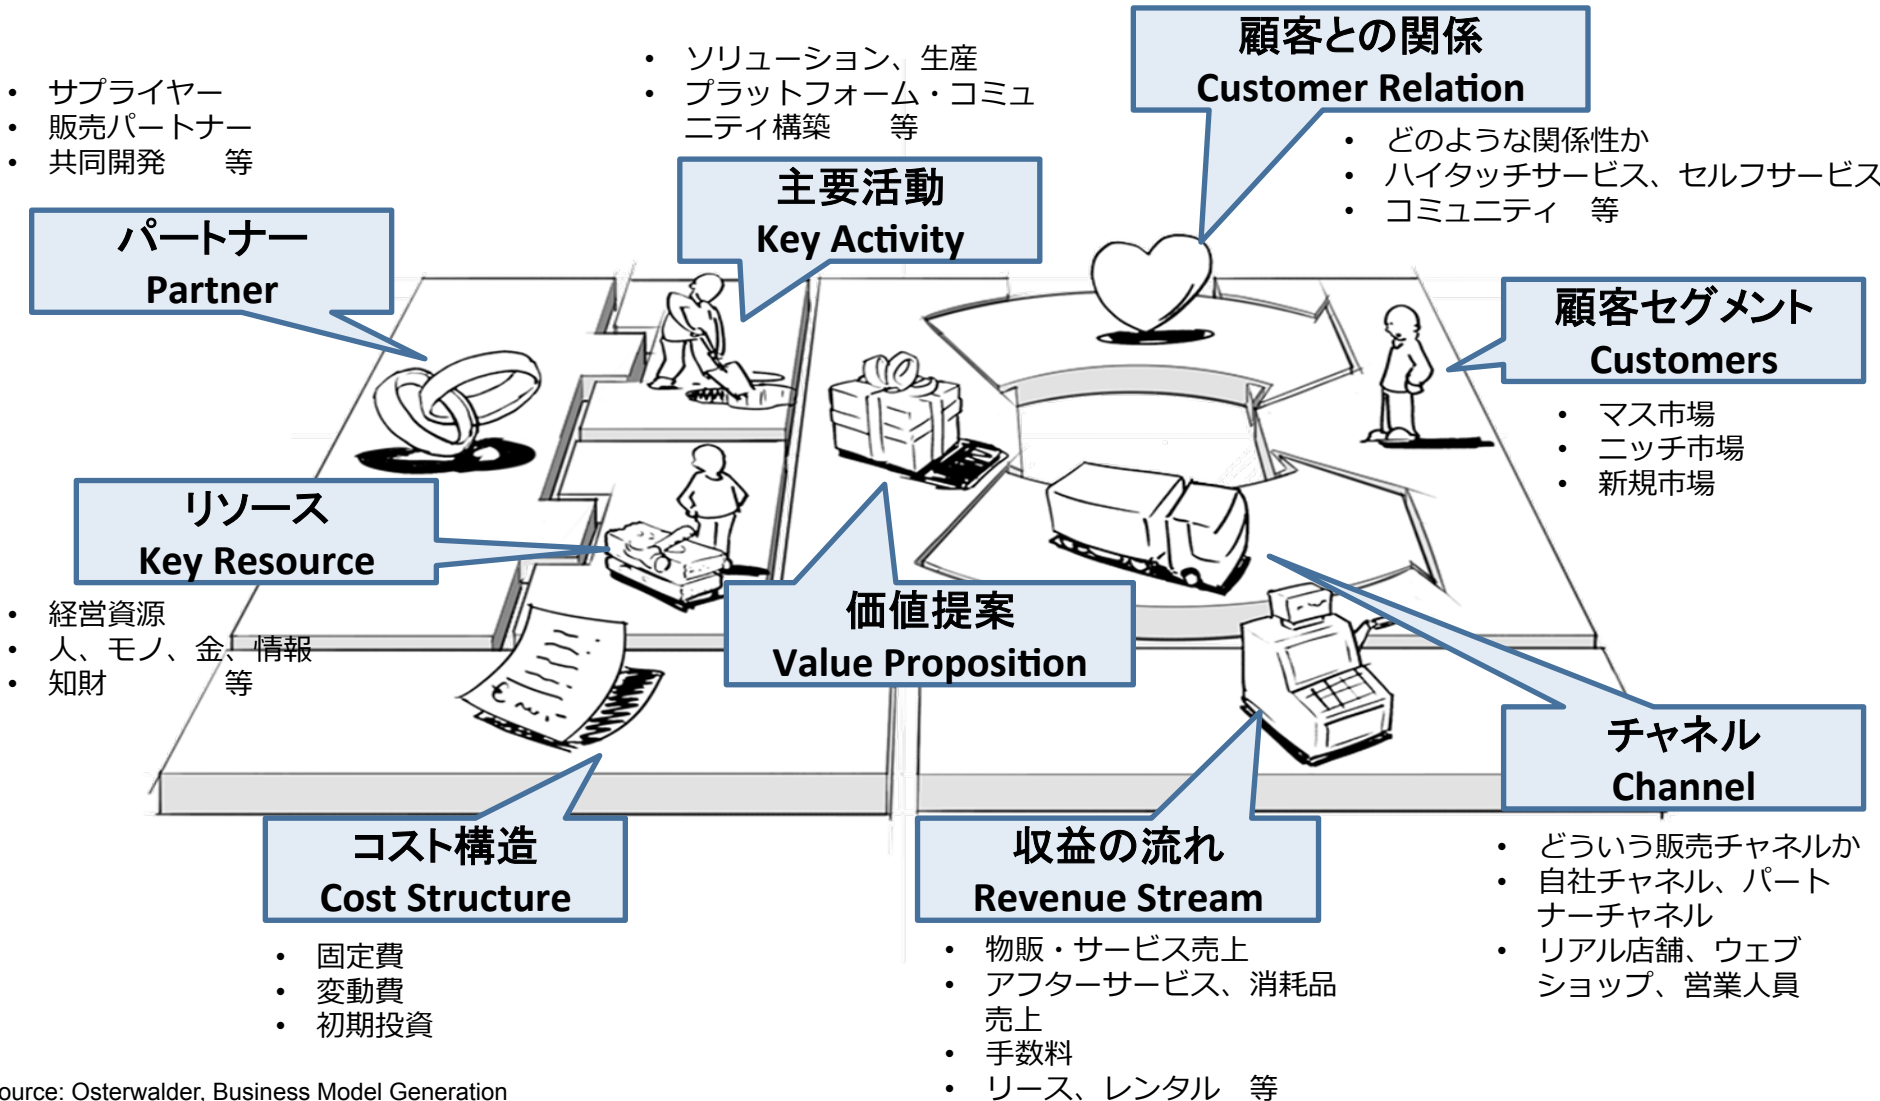 • サプライヤー
• 販売パートナー
• 共同開発　　等
パートナー
Partner
• ソリューション、生産
• プラットフォーム・コミュ
ニティ構築　　等
主要活動
Key Activity
顧客との関係
Customer Relation
• どのような関係性か
• ハイタッチサービス、セルフサービス
• コミュニティ　等
顧客セグメント
Customers
• マス市場
• ニッチ市場
• 新規市場
リソース
Key Resource
• 経営資源
• 人、モノ、金、情報
• 知財　　　　等
価値提案
Value Proposition
チャネル
Channel
• どういう販売チャネルか
• 自社チャネル、パート
ナーチャネル
• リアル店舗、ウェブ
ショップ、営業人員
コスト構造
Cost Structure
• 固定費
• 変動費
• 初期投資
収益の流れ
Revenue Stream
• 物販・サービス売上
• アフターサービス、消耗品
売上
• 手数料
• リース、レンタル　等
ource: Osterwalder, Business Model Generation